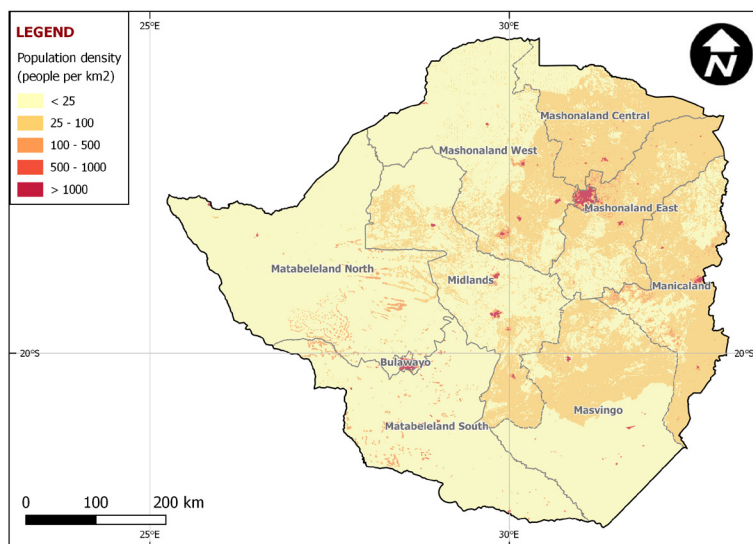 25°E
30°E
LEGEND
Population density
(people per km2)
< 25
25 - 100
100 - 500
500 - 1000
> 1000
N
Mashonaland Central
Mashonaland West
Mashonaland East
Matabeleland North
Midlands
Manicaland
20°S
20°S
Bulawayo
Masvingo
Matabeleland South
0 100 200 km
25°E
30°E